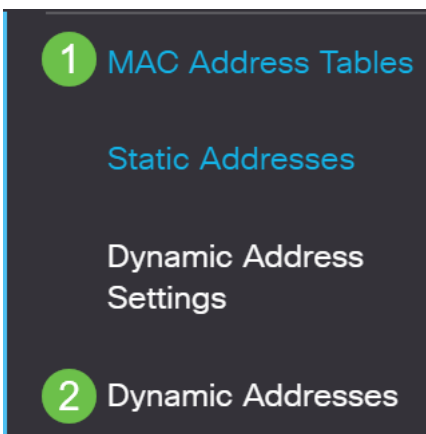 1 MAC Address Tables
Static Addresses
Dynamic Address
Settings
2 Dynamic Addresses